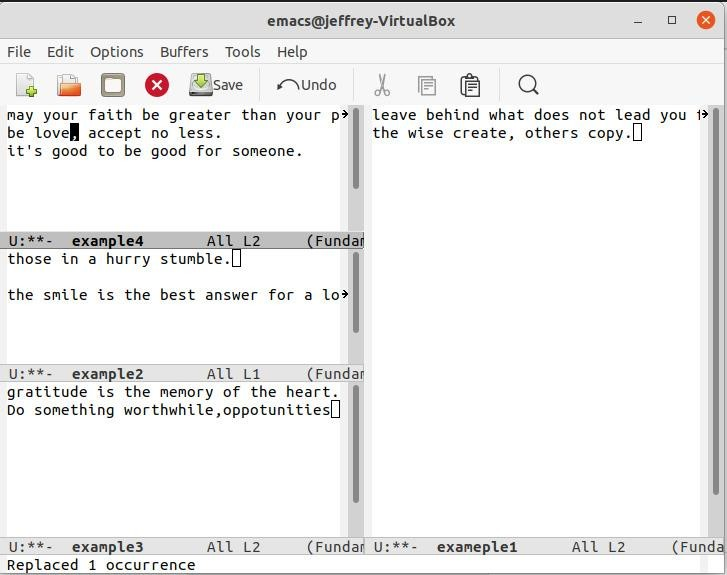 emacs@jeffrey-VirtualBox
File Edit Options Buffers Tools Help
Save Undo
may your faith be greater than your
be love, accept no less.
it's good to be good for someone.
U:**- example4 All L2 (Fundam
those in a hurry stumble.
the smile is the best answer for a lo
U:**- example2 All L1 (Fundam
gratitude is the memory of the heart.
Do something worthwhile,oppotunities
U:**- example3 All L2 (Fundam
leave behind what does not lead you
the wise create, others copy.
U:**- exameple1 All L2 (Funda
Replaced 1 occurrence